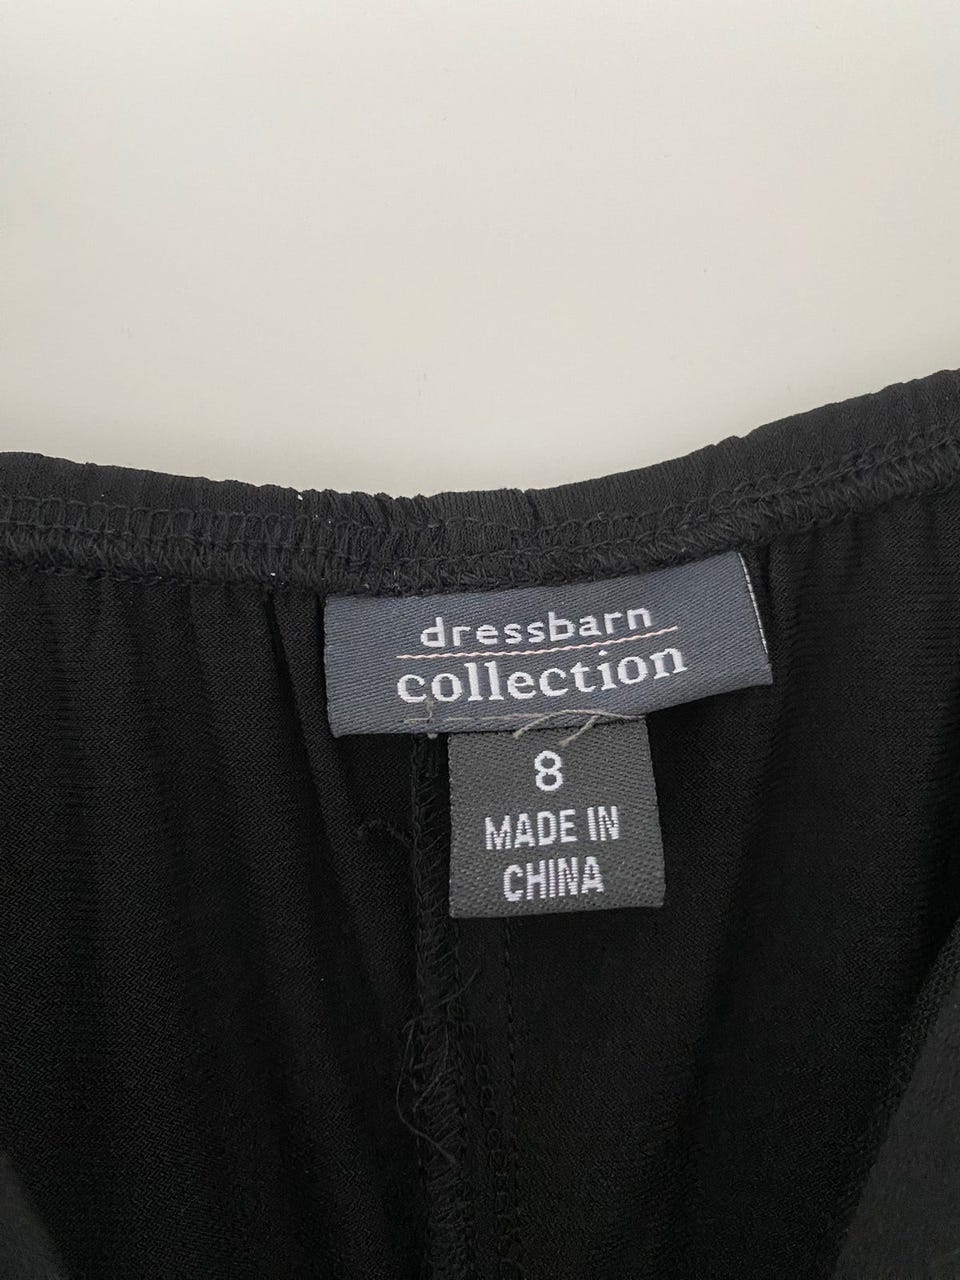 dressbarn
collection
8
MADE IN
CHINA